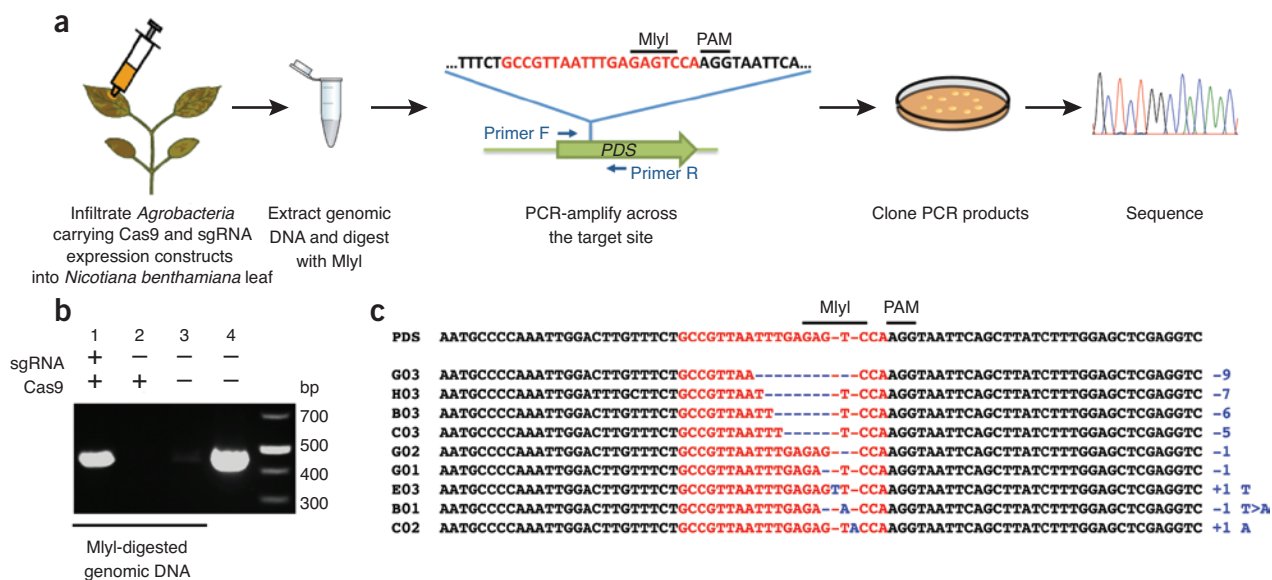 a
MlyI PAM
...TTTCTGCCGTTAATTTGAGAGTCCAAGGTAATTCA...
Primer F
PDS
Primer R
Infiltrate Agrobacteria
carrying Cas9 and sgRNA
expression constructs
into Nicotiana benthamiana leaf
Extract genomic
DNA and digest
with MlyI
PCR-amplify across
the target site
Clone PCR products
Sequence
b
1 2 3 4
sgRNA + – – –
Cas9 + + – –
bp
700
500
400
300
MlyI-digested
genomic DNA
c
MlyI PAM
PDS AATGCCCCAAATTGGACTTGTTTCTGCCGTTAATTTGAGAG-T-CCAAGGTAATTCAGCTTATCTTTGGAGCTCGAGGTC
G03 AATGCCCCAAATTGGACTTGTTTCTGCCGTTAA-----------CCAAGGTAATTCAGCTTATCTTTGGAGCTCGAGGTC -9
H03 AATGCCCCAAATTGGATTTGCTTCTGCCGTTAAT--------T-CCAAGGTAATTCAGCTTATCTTTGGAGCTCGAGGTC -7
B03 AATGCCCCAAATTGGACTTGTTTCTGCCGTTAATT-------T-CCAAGGTAATTCAGCTTATCTTTGGAGCTCGAGGTC -6
C03 AATGCCCCAAATTGGACTTGTTTCTGCCGTTAATTT------T-CCAAGGTAATTCAGCTTATCTTTGGAGCTCGAGGTC -5
G02 AATGCCCCAAATTGGACTTGTTTCTGCCGTTAATTTGAGAG---CCAAGGTAATTCAGCTTATCTTTGGAGCTCGAGGTC -1
G01 AATGCCCCAAATTGGACTTGTTTCTGCCGTTAATTTGAGA--T-CCAAGGTAATTCAGCTTATCTTTGGAGCTCGAGGTC -1
E03 AATGCCCCAAATTGGACTTGTTTCTGCCGTTAATTTGAGAGTT-CCAAGGTAATTCAGCTTATCTTTGGAGCTCGAGGTC +1 T
B01 AATGCCCCAAATTGGACTTGTTTCTGCCGTTAATTTGAGA--A-CCAAGGTAATTCAGCTTATCTTTGGAGCTCGAGGTC -1 T>A
C02 AATGCCCCAAATTGGACTTGTTTCTGCCGTTAATTTGAGAG-TACCAAGGTAATTCAGCTTATCTTTGGAGCTCGAGGTC +1 A